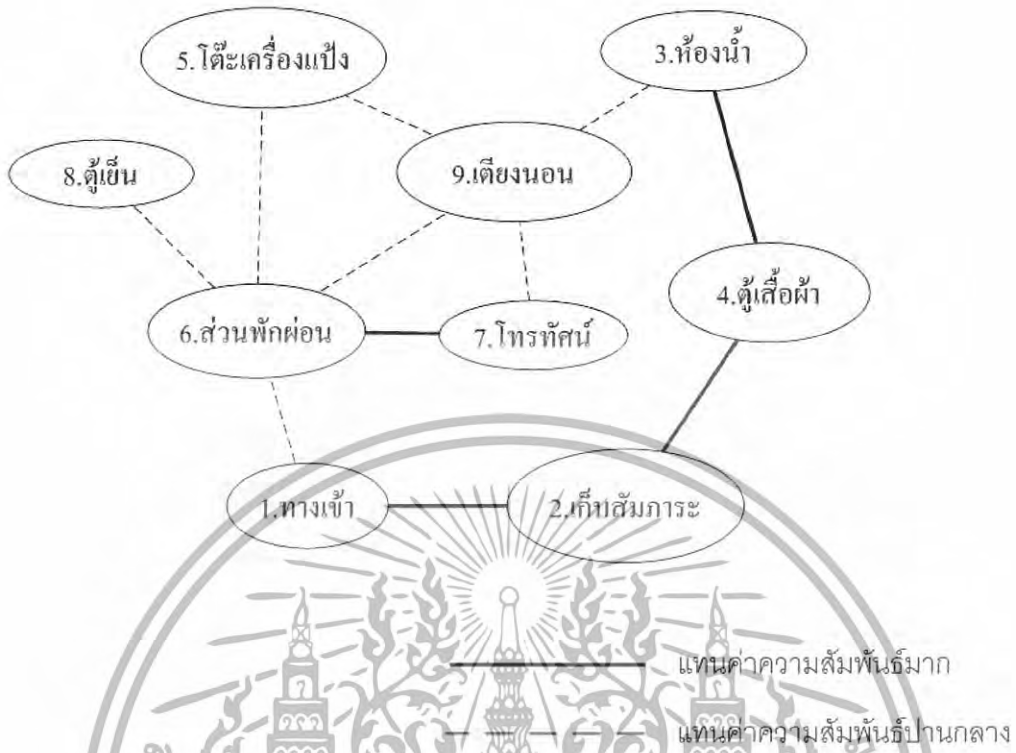 5.โต๊ะเครื่องแป้ง
3.ห้องน้ำ
8.ตู้เย็น
9.เตียงนอน
4.ตู้เสื้อผ้า
6.ส่วนพักผ่อน
7.โทรทัศน์
1.ทางเข้า
2.เก็บสัมภาระ
แทนค่าความสัมพันธ์มาก
แทนค่าความสัมพันธ์ปานกลาง